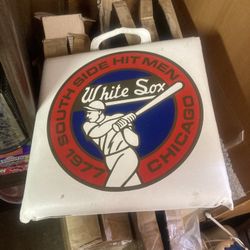 SOUTH SIDE HIT MEN
White Sox
1977 CHICAGO